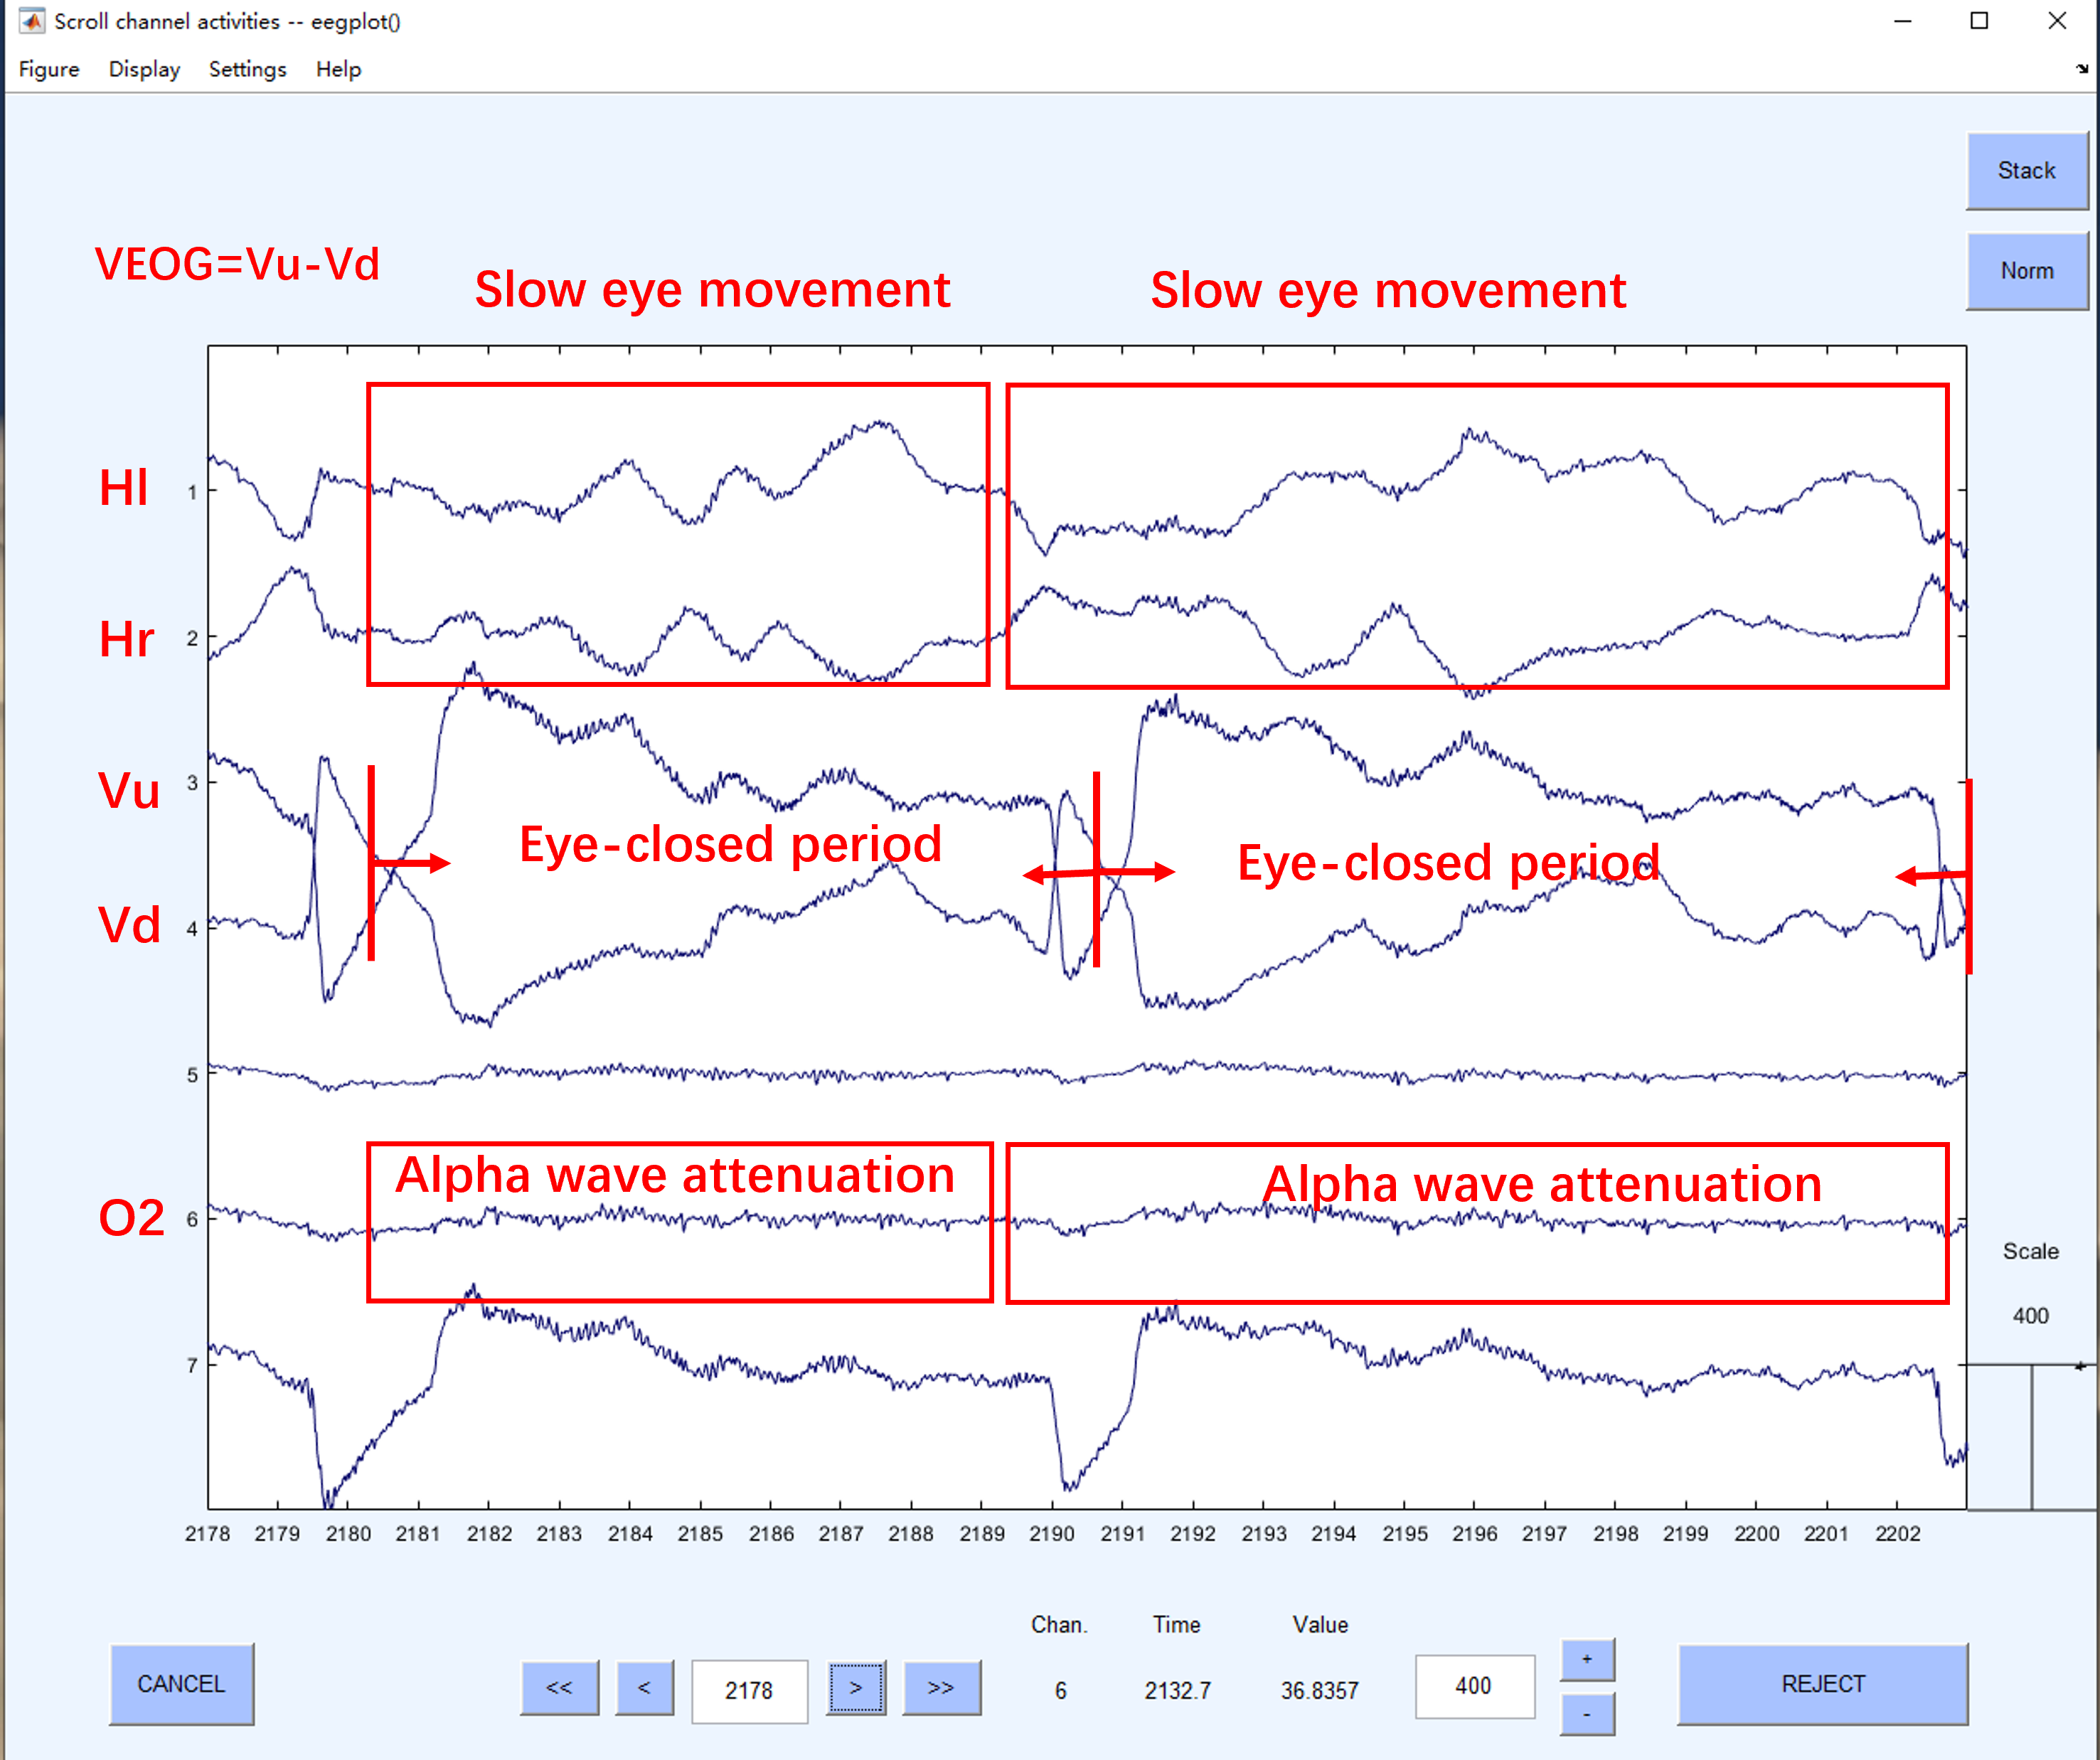 Scroll channel activities -- eegplot()
Figure Display Settings Help
Stack
Norm
VEOG=Vu-Vd
Slow eye movement
Slow eye movement
Hl
1
Hr
2
Vu
3
Eye-closed period
Eye-closed period
Vd
4
5
Alpha wave attenuation
Alpha wave attenuation
O2
6
Scale
400
7
2178 2179 2180 2181 2182 2183 2184 2185 2186 2187 2188 2189 2190 2191 2192 2193 2194 2195 2196 2197 2198 2199 2200 2201 2202
Chan. Time Value
CANCEL << < 2178 > >> 6 2132.7 36.8357 400 + - REJECT